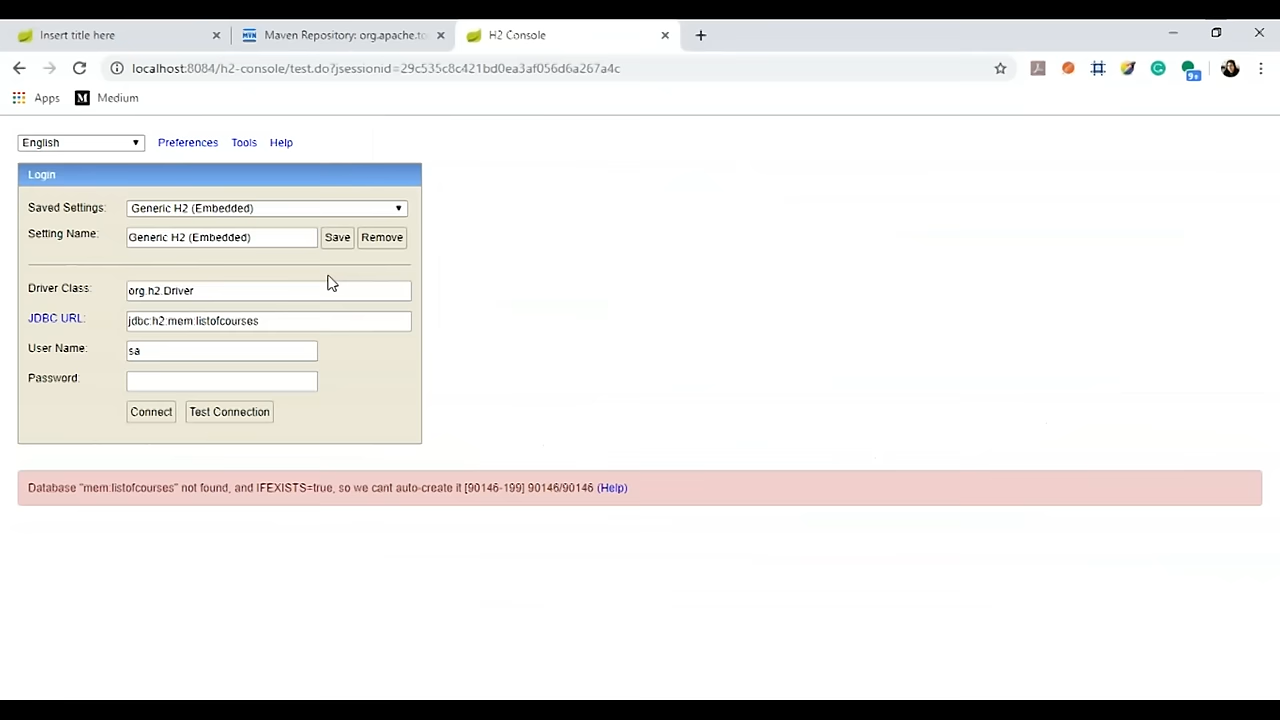 Insert title here
Maven Repository: org.apache.to
H2 Console
localhost:8084/h2-console/test.do?jsessionid=29c535c8c421bd0ea3af056d6a267a4c
9+
Apps
M Medium
English
Preferences Tools Help
Login
Saved Settings: Generic H2 (Embedded)
Setting Name: Generic H2 (Embedded) Save Remove
Driver Class: org.h2.Driver
JDBC URL: jdbc:h2:mem:listofcourses
User Name: sa
Password:
Connect Test Connection
Database "mem:listofcourses" not found, and IFEXISTS=true, so we cant auto-create it [90146-199] 90146/90146 (Help)